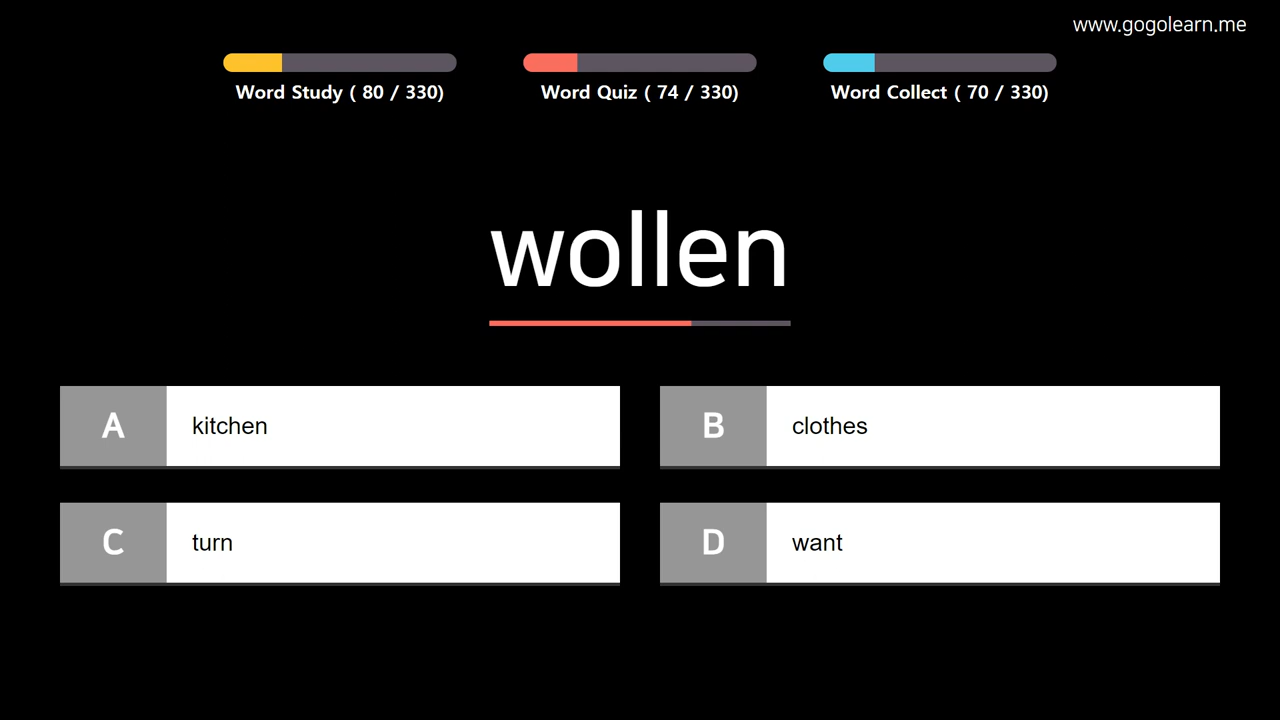 www.gogolearn.me
Word Study ( 80 / 330)
Word Quiz ( 74 / 330)
Word Collect ( 70 / 330)
wollen
A kitchen
B clothes
C turn
D want